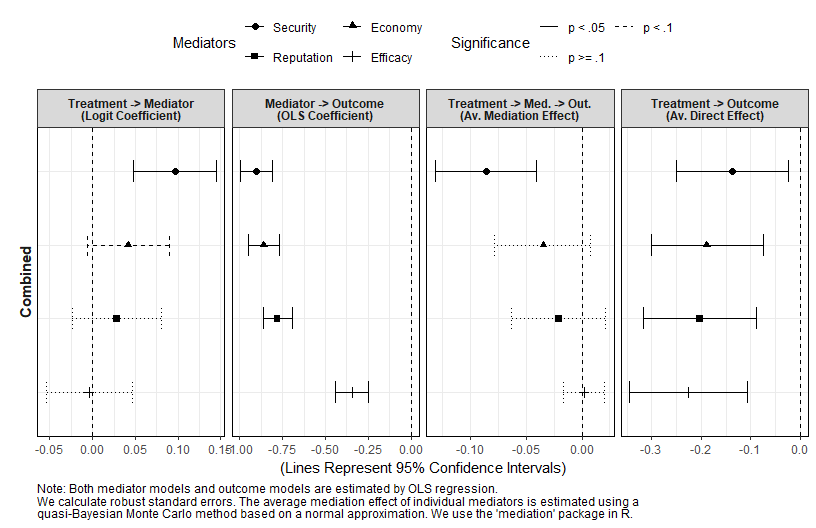 Mediators
Security
Economy
Reputation
Efficacy
Significance
p < .05
p < .1
p >= .1
Treatment -> Mediator
(Logit Coefficient)
Mediator -> Outcome
(OLS Coefficient)
Treatment -> Med. -> Out.
(Av. Mediation Effect)
Treatment -> Outcome
(Av. Direct Effect)
Combined
-0.05 0.00 0.05 0.10 0.15
-1.00 -0.75 -0.50 -0.25 0.00
-0.10 -0.05 0.00
-0.3 -0.2 -0.1 0.0
(Lines Represent 95% Confidence Intervals)
Note: Both mediator models and outcome models are estimated by OLS regression.
We calculate robust standard errors. The average mediation effect of individual mediators is estimated using a
quasi-Bayesian Monte Carlo method based on a normal approximation. We use the 'mediation' package in R.